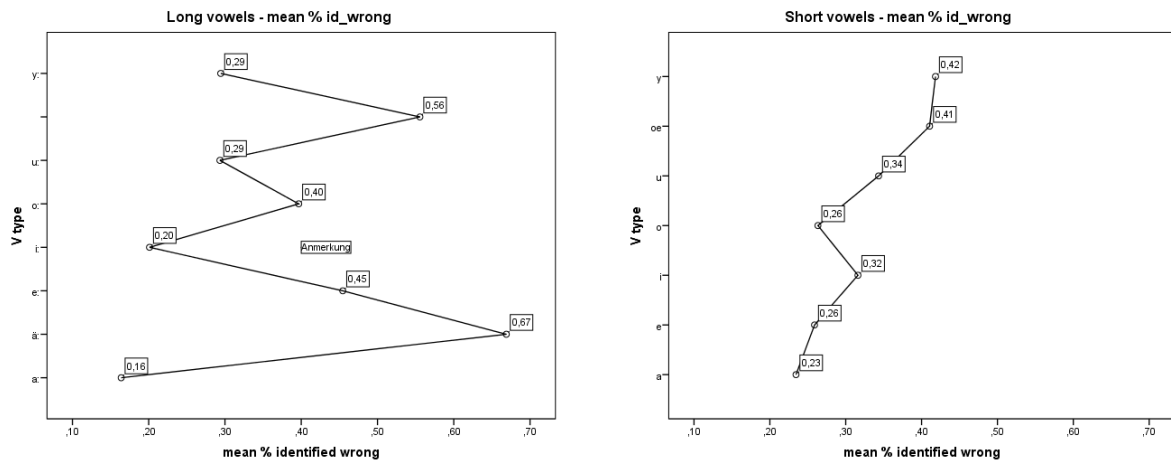 Long vowels - mean % id_wrong
V type
y:
u:
o:
i:
e:
ä:
a:
0,29
0,56
0,29
0,40
0,20
Anmerkung
0,45
0,67
0,16
,10 ,20 ,30 ,40 ,50 ,60 ,70
mean % identified wrong
Short vowels - mean % id_wrong
V type
y
oe
u
o
i
e
a
0,42
0,41
0,34
0,26
0,32
0,26
0,23
,10 ,20 ,30 ,40 ,50 ,60 ,70
mean % identified wrong